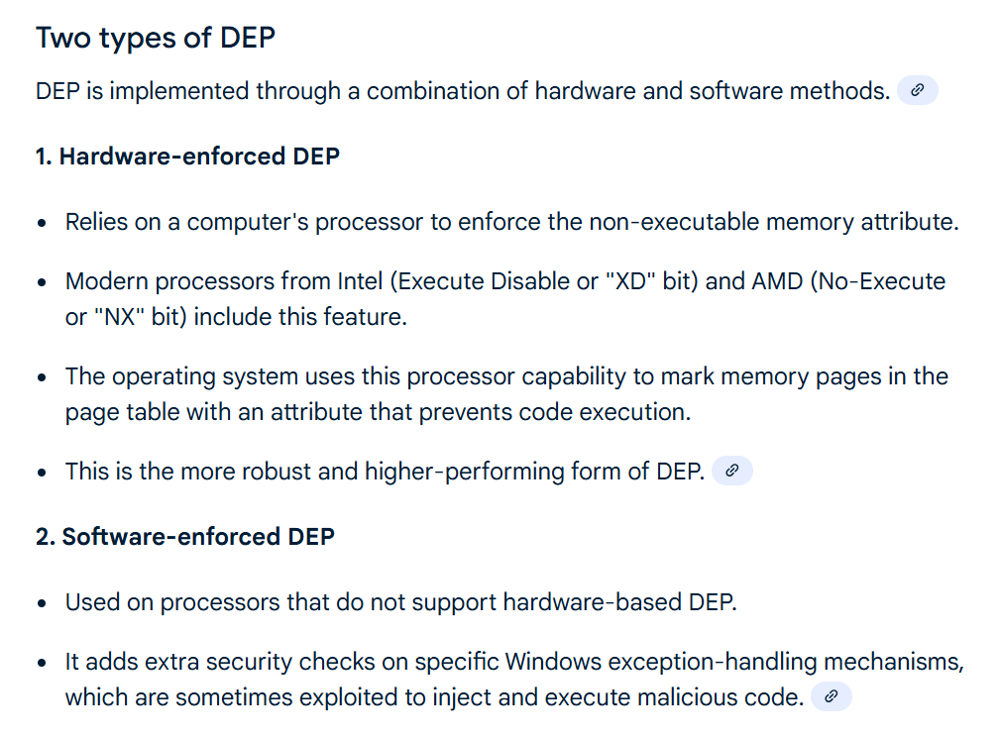 Two types of DEP
DEP is implemented through a combination of hardware and software methods.
1. Hardware-enforced DEP
• Relies on a computer's processor to enforce the non-executable memory attribute.
• Modern processors from Intel (Execute Disable or "XD" bit) and AMD (No-Execute
or "NX" bit) include this feature.
• The operating system uses this processor capability to mark memory pages in the
page table with an attribute that prevents code execution.
• This is the more robust and higher-performing form of DEP.
2. Software-enforced DEP
• Used on processors that do not support hardware-based DEP.
• It adds extra security checks on specific Windows exception-handling mechanisms,
which are sometimes exploited to inject and execute malicious code.